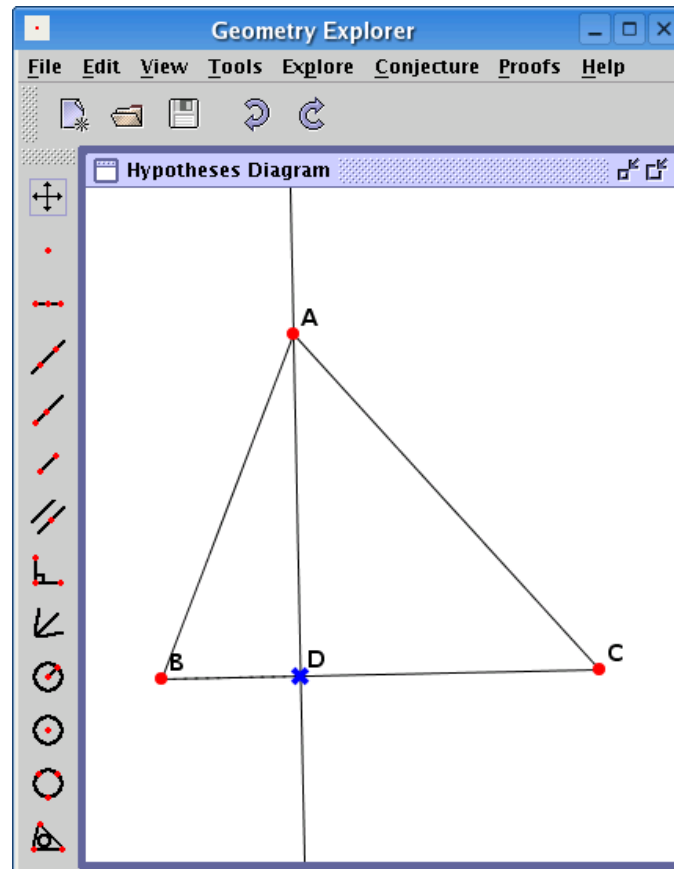 Geometry Explorer
File Edit View Tools Explore Conjecture Proofs Help
Hypotheses Diagram
A
B
D
C